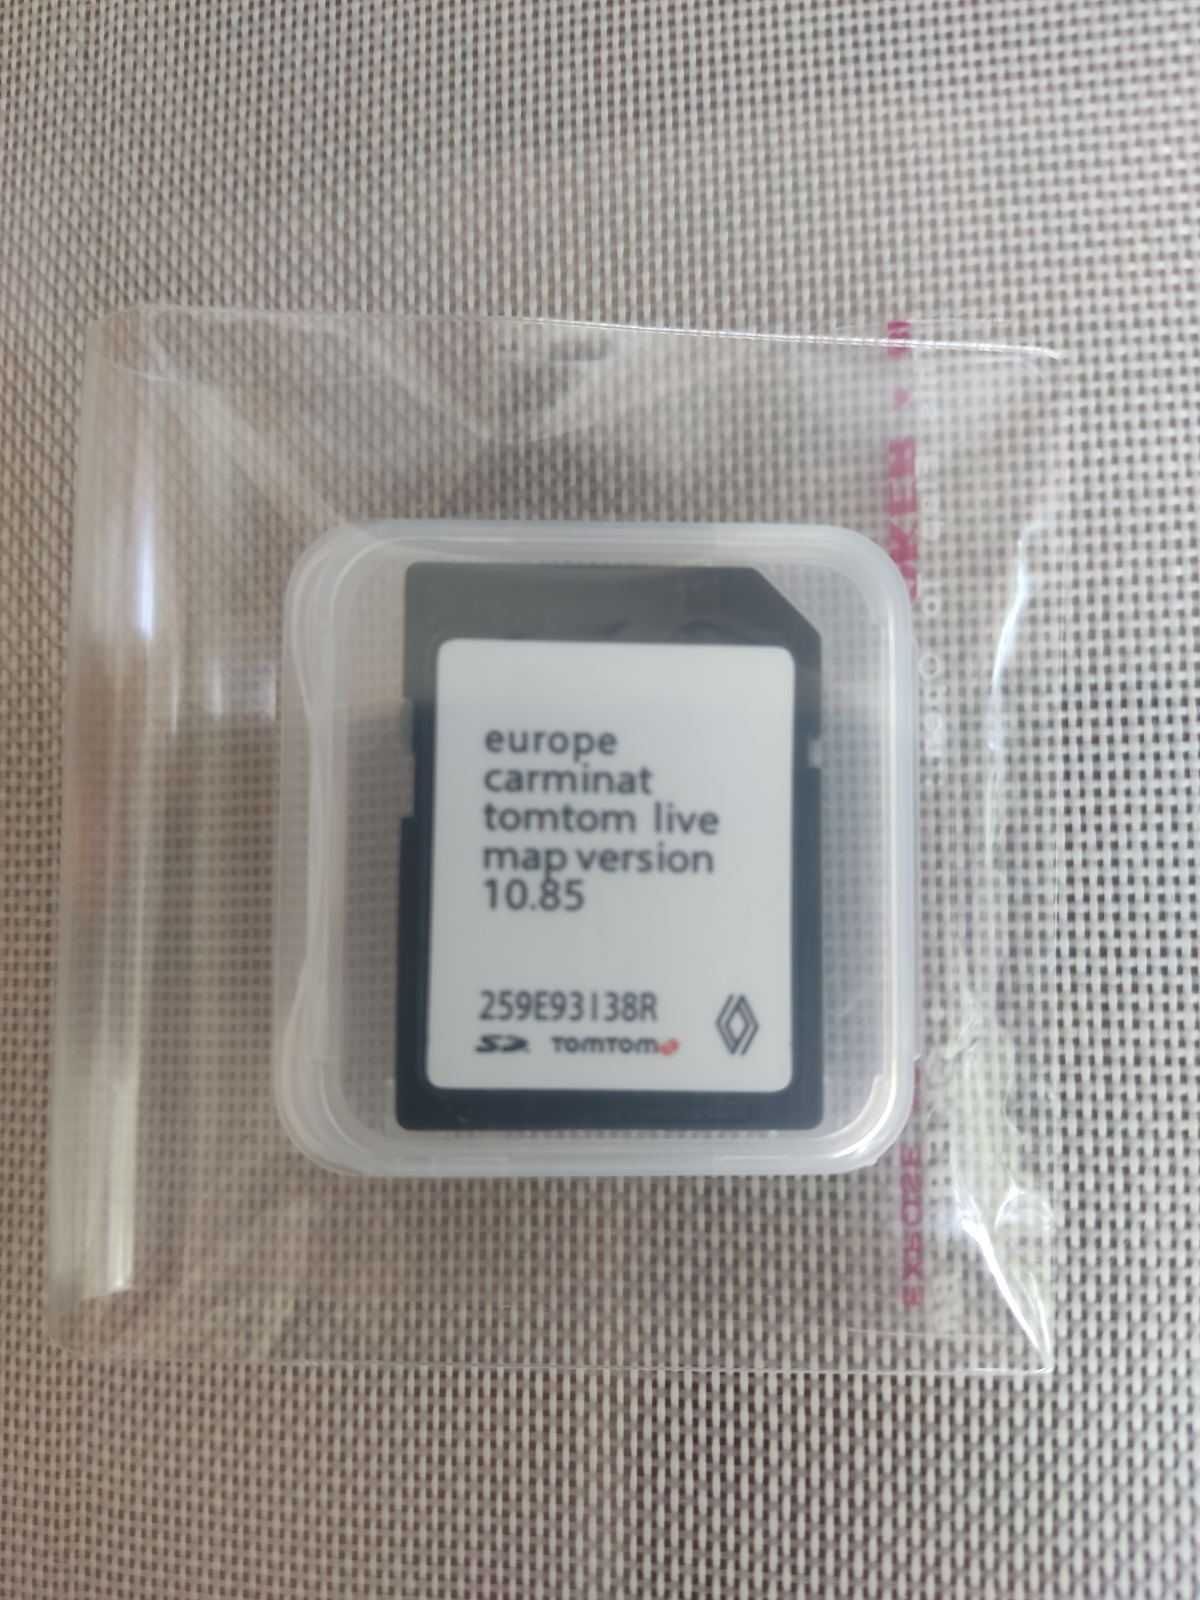 europe
carminat
tomtom live
map version
10.85
259E93138R
SD TOMTOM